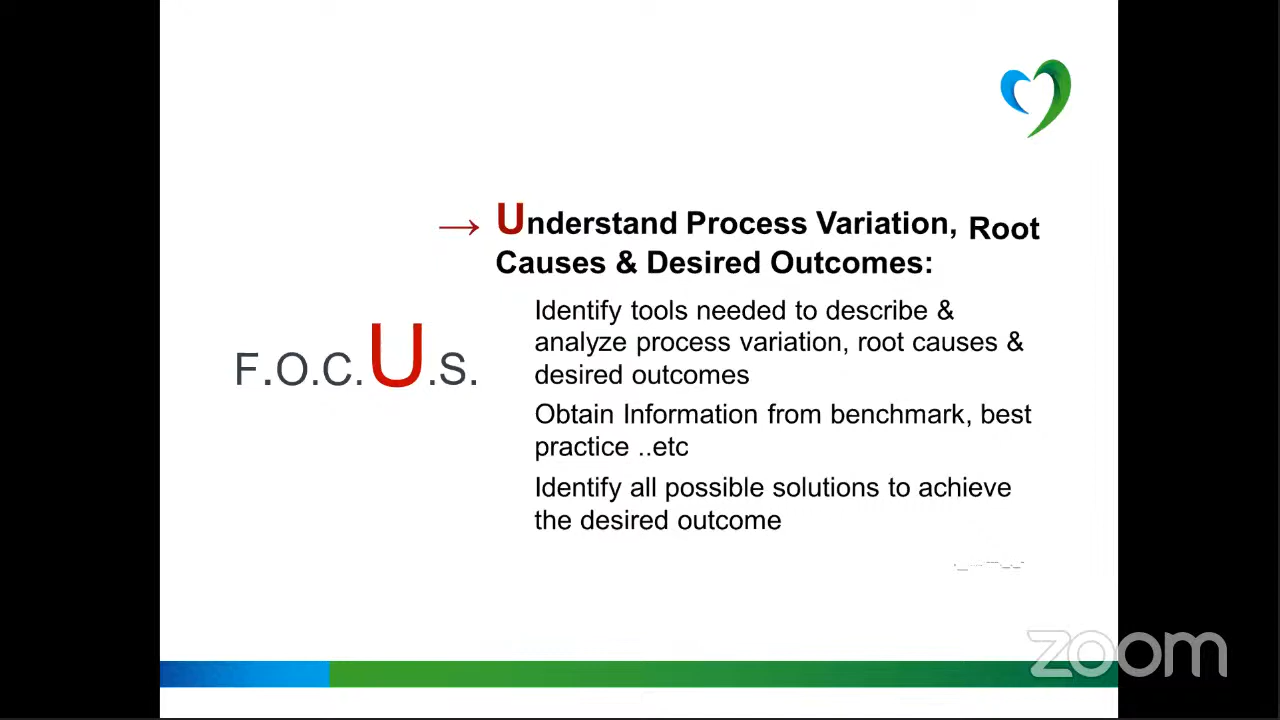 → Understand Process Variation, Root
Causes & Desired Outcomes:
Identify tools needed to describe &
analyze process variation, root causes &
desired outcomes
F.O.C.U.S.
Obtain Information from benchmark, best
practice ..etc
Identify all possible solutions to achieve
the desired outcome
zoom